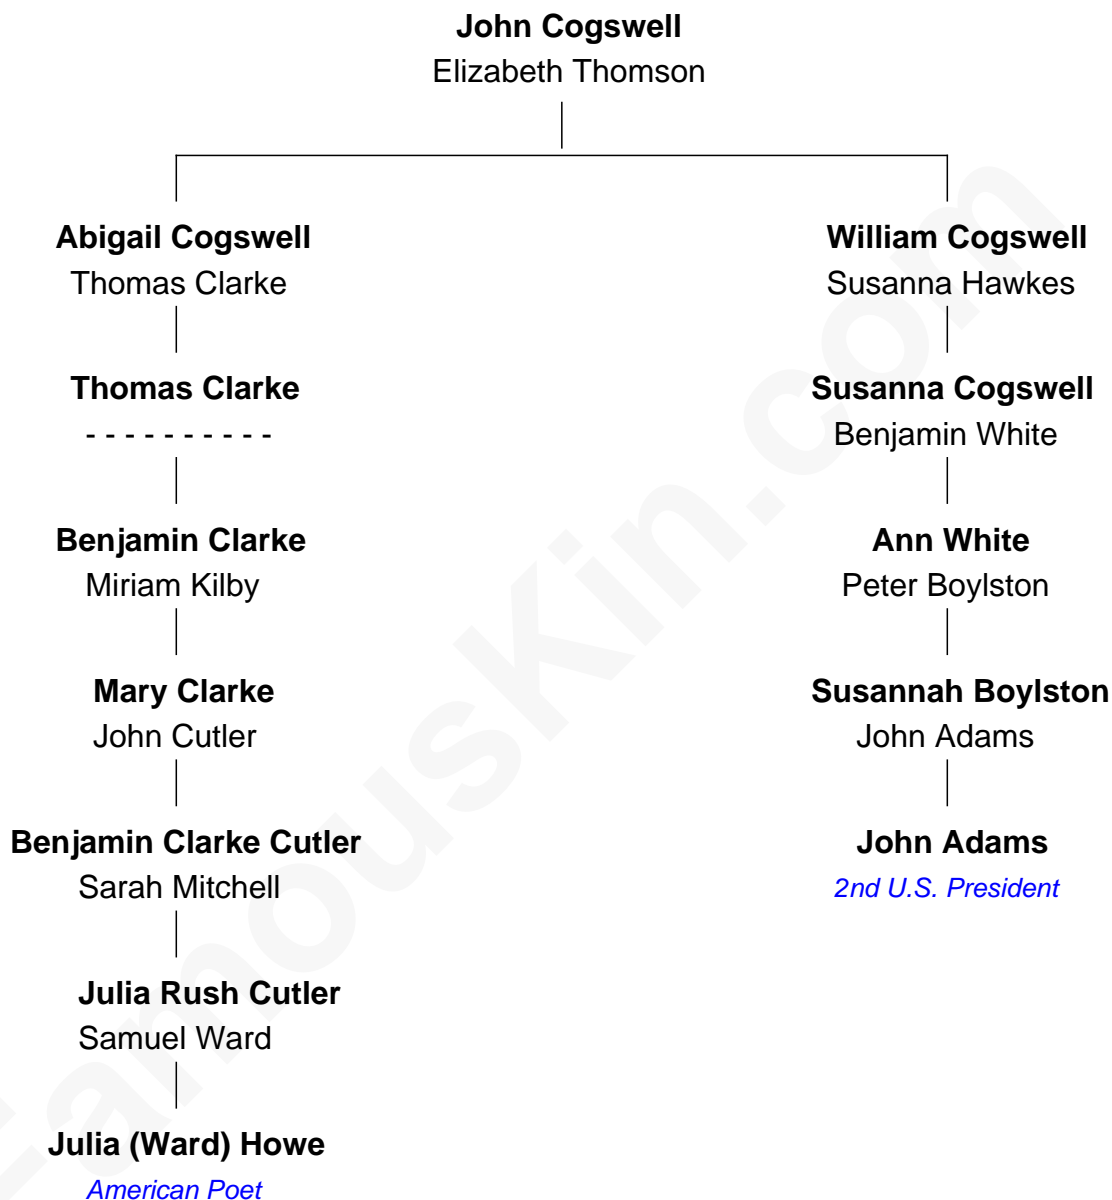 John Cogswell
Elizabeth Thomson
Abigail Cogswell
Thomas Clarke
William Cogswell
Susanna Hawkes
Thomas Clarke
- - - - - - - - - -
Susanna Cogswell
Benjamin White
Benjamin Clarke
Miriam Kilby
Ann White
Peter Boylston
Mary Clarke
John Cutler
Susannah Boylston
John Adams
Benjamin Clarke Cutler
Sarah Mitchell
John Adams
2nd U.S. President
Julia Rush Cutler
Samuel Ward
Julia (Ward) Howe
American Poet
FamousKin.com